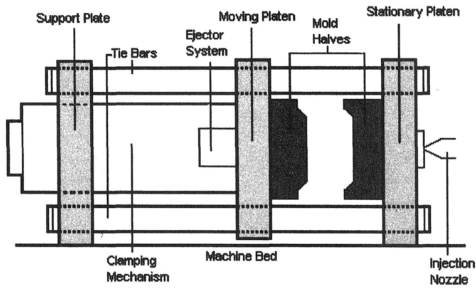 Support Plate
Tie Bars
Ejector
System
Moving Platen
Mold
Halves
Stationary Platen
Clamping
Mechanism
Machine Bed
Injection
Nozzle